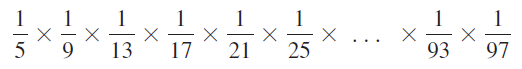 1/5 × 1/9 × 1/13 × 1/17 × 1/21 × 1/25 × ... × 1/93 × 1/97